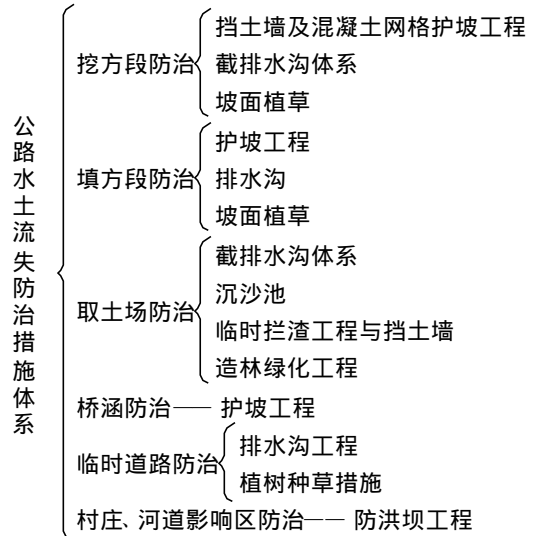 公路水土流失防治措施体系
挖方段防治
挡土墙及混凝土网格护坡工程
截排水沟体系
坡面植草
填方段防治
护坡工程
排水沟
坡面植草
取土场防治
截排水沟体系
沉沙池
临时拦渣工程与挡土墙
造林绿化工程
桥涵防治—— 护坡工程
临时道路防治
排水沟工程
植树种草措施
村庄、河道影响区防治—— 防洪坝工程